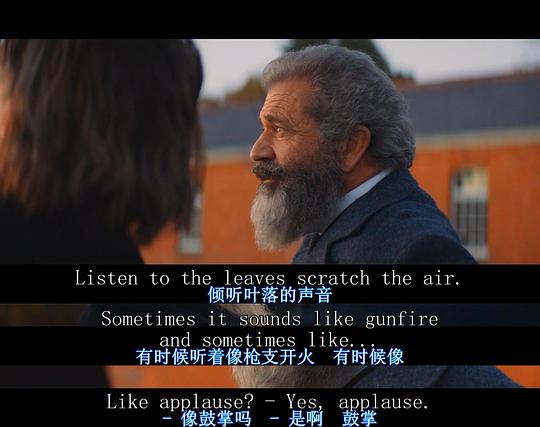 Listen to the leaves scratch the air.
倾听叶落的声音
Sometimes it sounds like gunfire
and sometimes like...
有时候听着像枪支开火 有时候像
Like applause? - Yes, applause.
- 像鼓掌吗 - 是啊 鼓掌